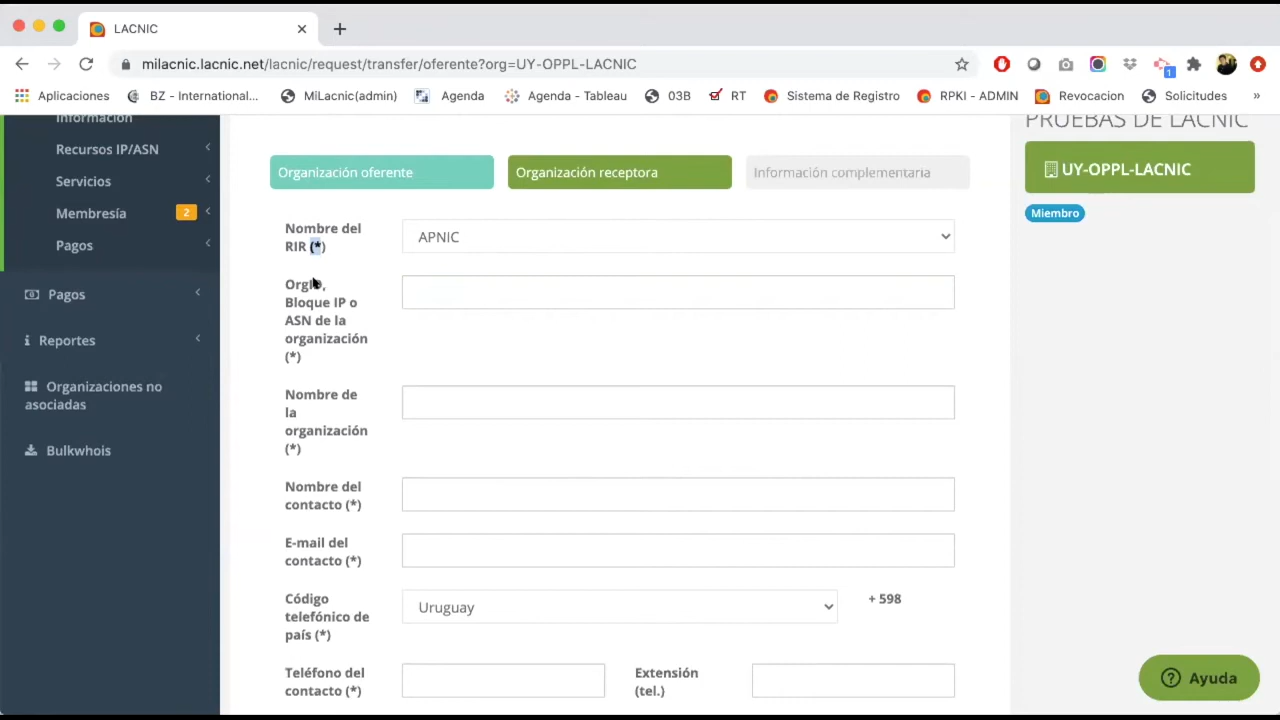 LACNIC
milacnic.lacnic.net/lacnic/request/transfer/oferente?org=UY-OPPL-LACNIC
1
Aplicaciones
BZ - International...
MiLacnic(admin)
Agenda
Agenda - Tableau
03B
RT
Sistema de Registro
RPKI - ADMIN
Revocacion
Solicitudes
»
Información
Recursos IP/ASN
Servicios
Membresía 2
Pagos
Pagos
Reportes
Organizaciones no
asociadas
Bulkwhois
Organización oferente
Organización receptora
Información complementaria
Nombre del
RIR (*)
APNIC
OrgID,
Bloque IP o
ASN de la
organización
(*)
Nombre de
la
organización
(*)
Nombre del
contacto (*)
E-mail del
contacto (*)
Código
telefónico de
país (*)
Uruguay
+ 598
Teléfono del
contacto (*)
Extensión
(tel.)
PRUEBAS DE LACNIC
UY-OPPL-LACNIC
Miembro
Ayuda